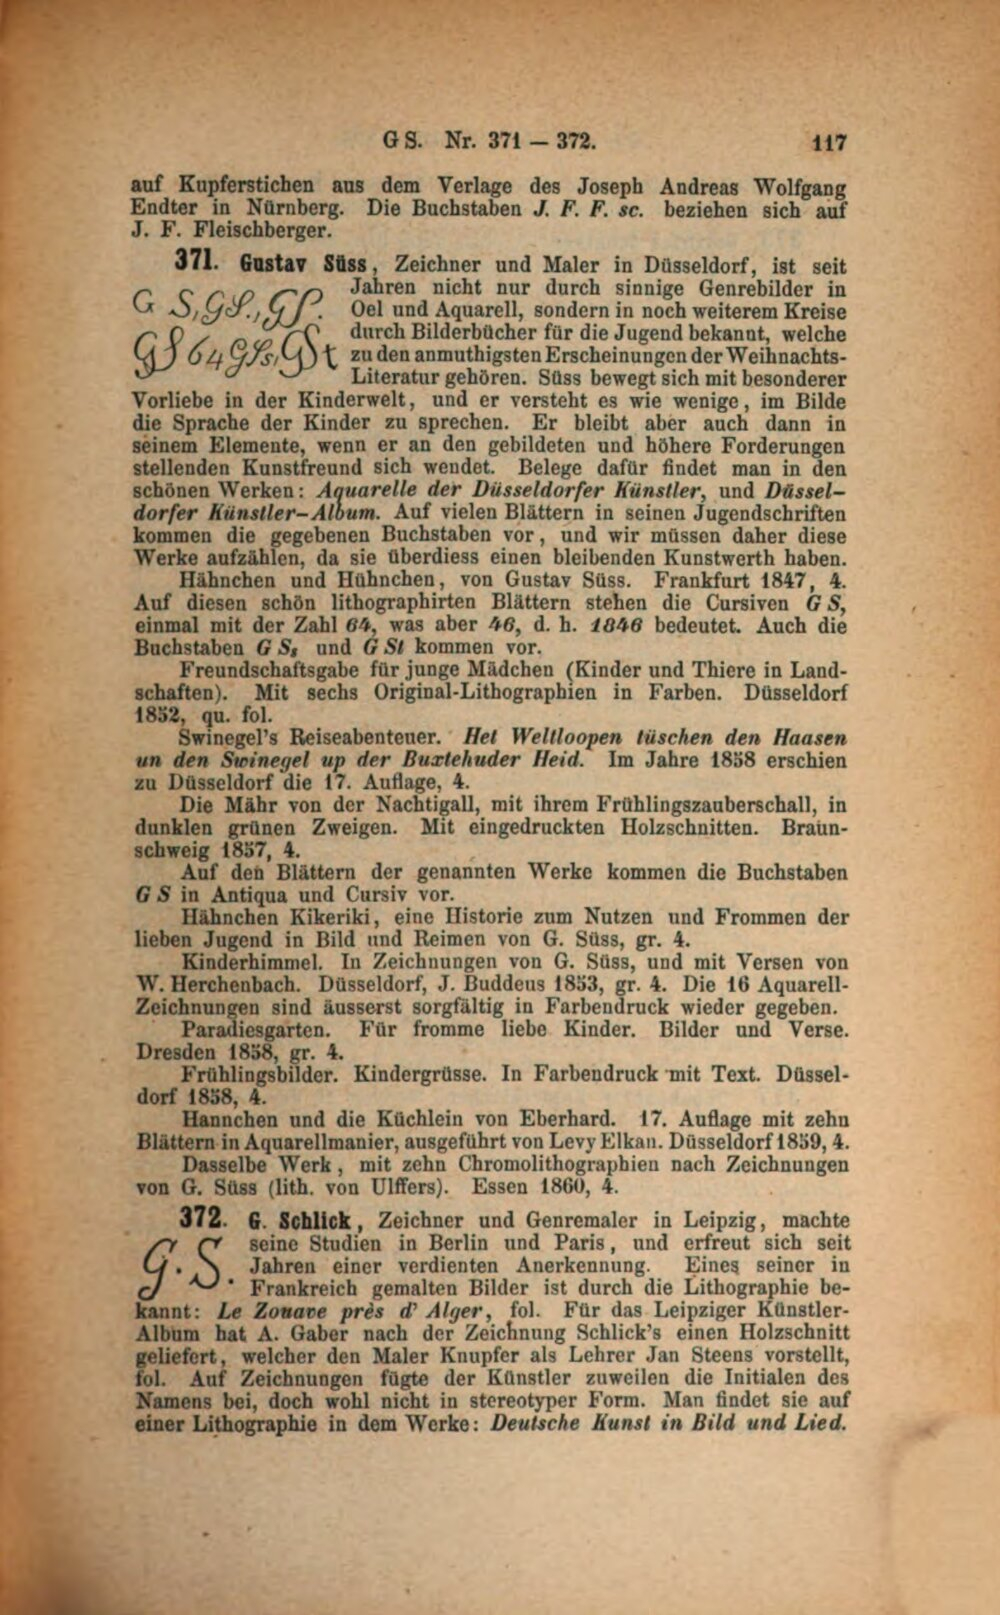 GS. Nr. 371 — 372. 117
auf Kupferstichen aus dem Verlage des Joseph Andreas Wolfgang
Endter in Nürnberg. Die Buchstaben J. F. F. sc. beziehen sich auf
J. F. Fleischberger.
371. Gustav Süss, Zeichner und Maler in Düsseldorf, ist seit
Jahren nicht nur durch sinnige Genrebilder in
G S, GS., GS.
Oel und Aquarell, sondern in noch weiterem Kreise
durch Bilderbücher für die Jugend bekannt, welche
GS 64 GSs, GSt
zu den anmuthigsten Erscheinungen der Weihnachts-
Literatur gehören. Süss bewegt sich mit besonderer
Vorliebe in der Kinderwelt, und er versteht es wie wenige, im Bilde
die Sprache der Kinder zu sprechen. Er bleibt aber auch dann in
seinem Elemente, wenn er an den gebildeten und höhere Forderungen
stellenden Kunstfreund sich wendet. Belege dafür findet man in den
schönen Werken: Aquarelle der Düsseldorfer Künstler, und Düssel-
dorfer Künstler-Album. Auf vielen Blättern in seinen Jugendschriften
kommen die gegebenen Buchstaben vor, und wir müssen daher diese
Werke aufzählen, da sie überdiess einen bleibenden Kunstwerth haben.
Hähnchen und Hühnchen, von Gustav Süss. Frankfurt 1847, 4.
Auf diesen schön lithographirten Blättern stehen die Cursiven G S,
einmal mit der Zahl 64, was aber 46, d. h. 1846 bedeutet. Auch die
Buchstaben G Ss und G St kommen vor.
Freundschaftsgabe für junge Mädchen (Kinder und Thiere in Land-
schaften). Mit sechs Original-Lithographien in Farben. Düsseldorf
1852, qu. fol.
Swinegel's Reiseabenteuer. Het Weltloopen tüschen den Haasen
un den Swinegel up der Buxtehuder Heid. Im Jahre 1858 erschien
zu Düsseldorf die 17. Auflage, 4.
Die Mähr von der Nachtigall, mit ihrem Frühlingszauberschall, in
dunklen grünen Zweigen. Mit eingedruckten Holzschnitten. Braun-
schweig 1857, 4.
Auf den Blättern der genannten Werke kommen die Buchstaben
G S in Antiqua und Cursiv vor.
Hähnchen Kikeriki, eine Historie zum Nutzen und Frommen der
lieben Jugend in Bild und Reimen von G. Süss, gr. 4.
Kinderhimmel. In Zeichnungen von G. Süss, und mit Versen von
W. Herchenbach. Düsseldorf, J. Buddeus 1853, gr. 4. Die 16 Aquarell-
Zeichnungen sind äusserst sorgfältig in Farbendruck wieder gegeben.
Paradiesgarten. Für fromme liebe Kinder. Bilder und Verse.
Dresden 1858, gr. 4.
Frühlingsbilder. Kindergrüsse. In Farbendruck mit Text. Düssel-
dorf 1858, 4.
Hannchen und die Küchlein von Eberhard. 17. Auflage mit zehn
Blättern in Aquarellmanier, ausgeführt von Levy Elkan. Düsseldorf 1859, 4.
Dasselbe Werk, mit zehn Chromolithographien nach Zeichnungen
von G. Süss (lith. von Ulffers). Essen 1860, 4.
372. G. Schlick, Zeichner und Genremaler in Leipzig, machte
seine Studien in Berlin und Paris, und erfreut sich seit
G. S.
Jahren einer verdienten Anerkennung. Eines seiner in
Frankreich gemalten Bilder ist durch die Lithographie be-
kannt: Le Zouave près d' Alger, fol. Für das Leipziger Künstler-
Album hat A. Gaber nach der Zeichnung Schlick's einen Holzschnitt
geliefert, welcher den Maler Knupfer als Lehrer Jan Steens vorstellt,
fol. Auf Zeichnungen fügte der Künstler zuweilen die Initialen des
Namens bei, doch wohl nicht in stereotyper Form. Man findet sie auf
einer Lithographie in dem Werke: Deutsche Kunst in Bild und Lied.